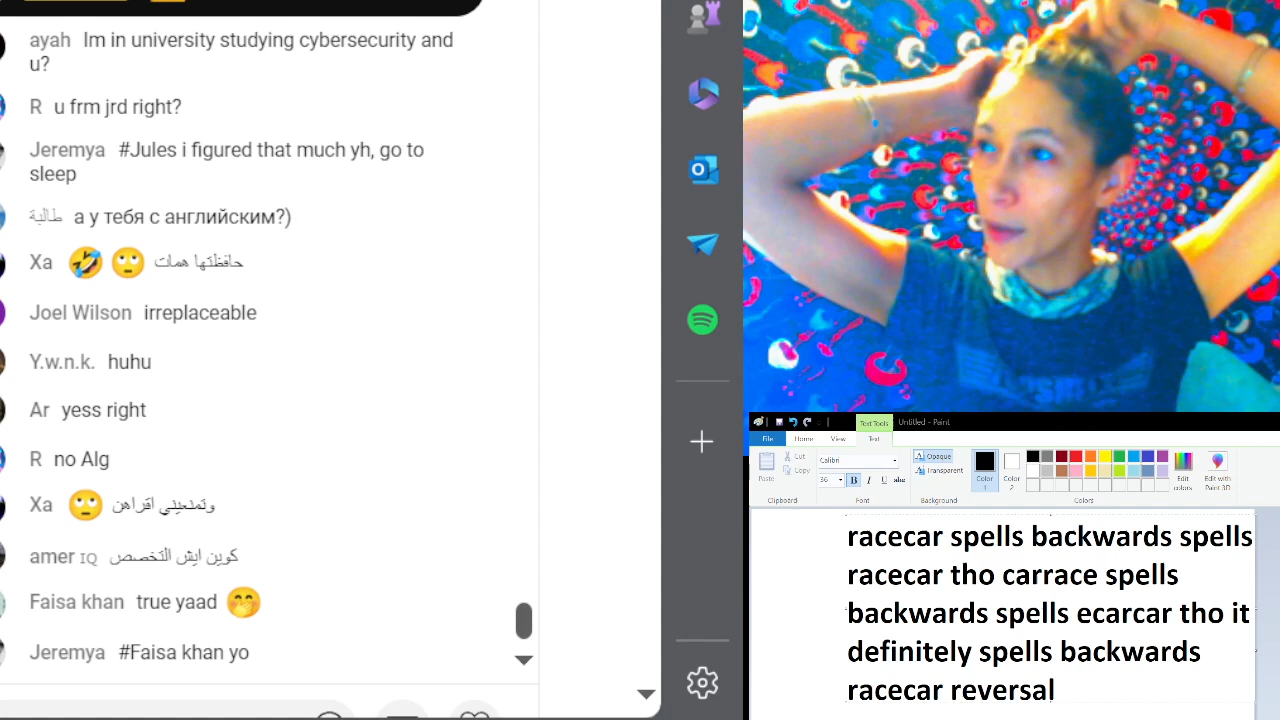 ayah Im in university studying cybersecurity and
u?
R u frm jrd right?
Jeremya #Jules i figured that much yh, go to
sleep
طالبة а у тебя с английским?)
Xa 🤣 🙄 حافظتها همات
Joel Wilson irreplaceable
Y.w.n.k. huhu
Ar yess right
R no Alg
Xa 🙄 وتمنعيني اقراهن
amer IQ كوين ايش التخصص
Faisa khan true yaad 🤭
Jeremya #Faisa khan yo
Text Tools Untitled - Paint
File Home View Text
Paste
Cut
Copy
Clipboard
Calibri
36 B I U abc
Font
Opaque
Transparent
Background
Color
1
Color
2
Edit
colors
Colors
Edit with
Paint 3D
racecar spells backwards spells
racecar tho carrace spells
backwards spells ecarcar tho it
definitely spells backwards
racecar reversal